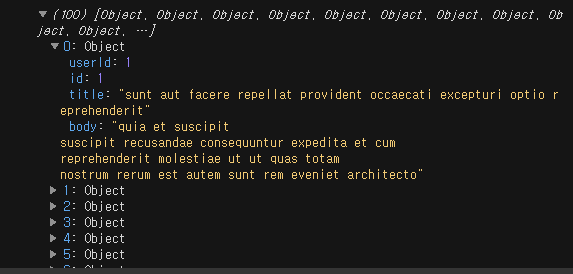 (100) [Object, Object, Object, Object, Object, Object, Object, Object, Ob
ject, Object, …]
0: Object
userId: 1
id: 1
title: "sunt aut facere repellat provident occaecati excepturi optio r
eprehenderit"
body: "quia et suscipit
suscipit recusandae consequuntur expedita et cum
reprehenderit molestiae ut ut quas totam
nostrum rerum est autem sunt rem eveniet architecto"
1: Object
2: Object
3: Object
4: Object
5: Object